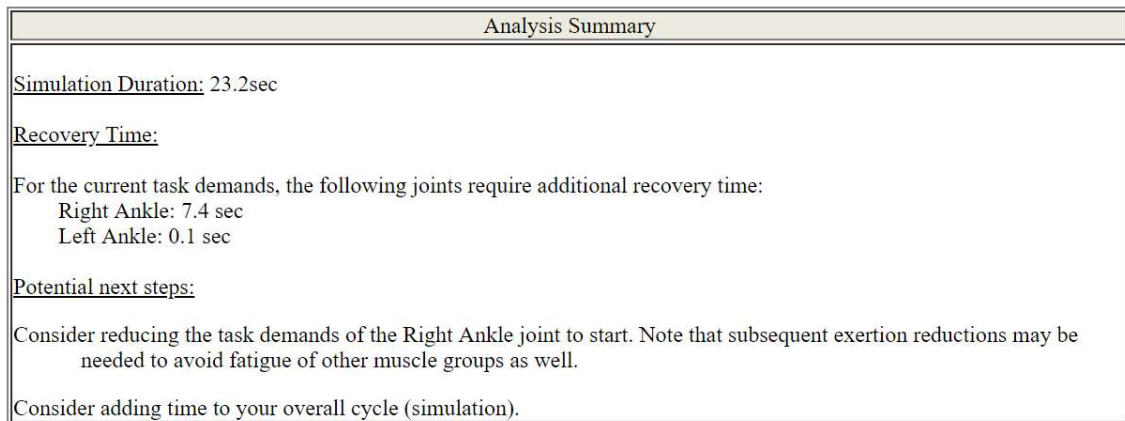 Analysis Summary
Simulation Duration: 23.2sec
Recovery Time:
For the current task demands, the following joints require additional recovery time:
Right Ankle: 7.4 sec
Left Ankle: 0.1 sec
Potential next steps:
Consider reducing the task demands of the Right Ankle joint to start. Note that subsequent exertion reductions may be
needed to avoid fatigue of other muscle groups as well.
Consider adding time to your overall cycle (simulation).